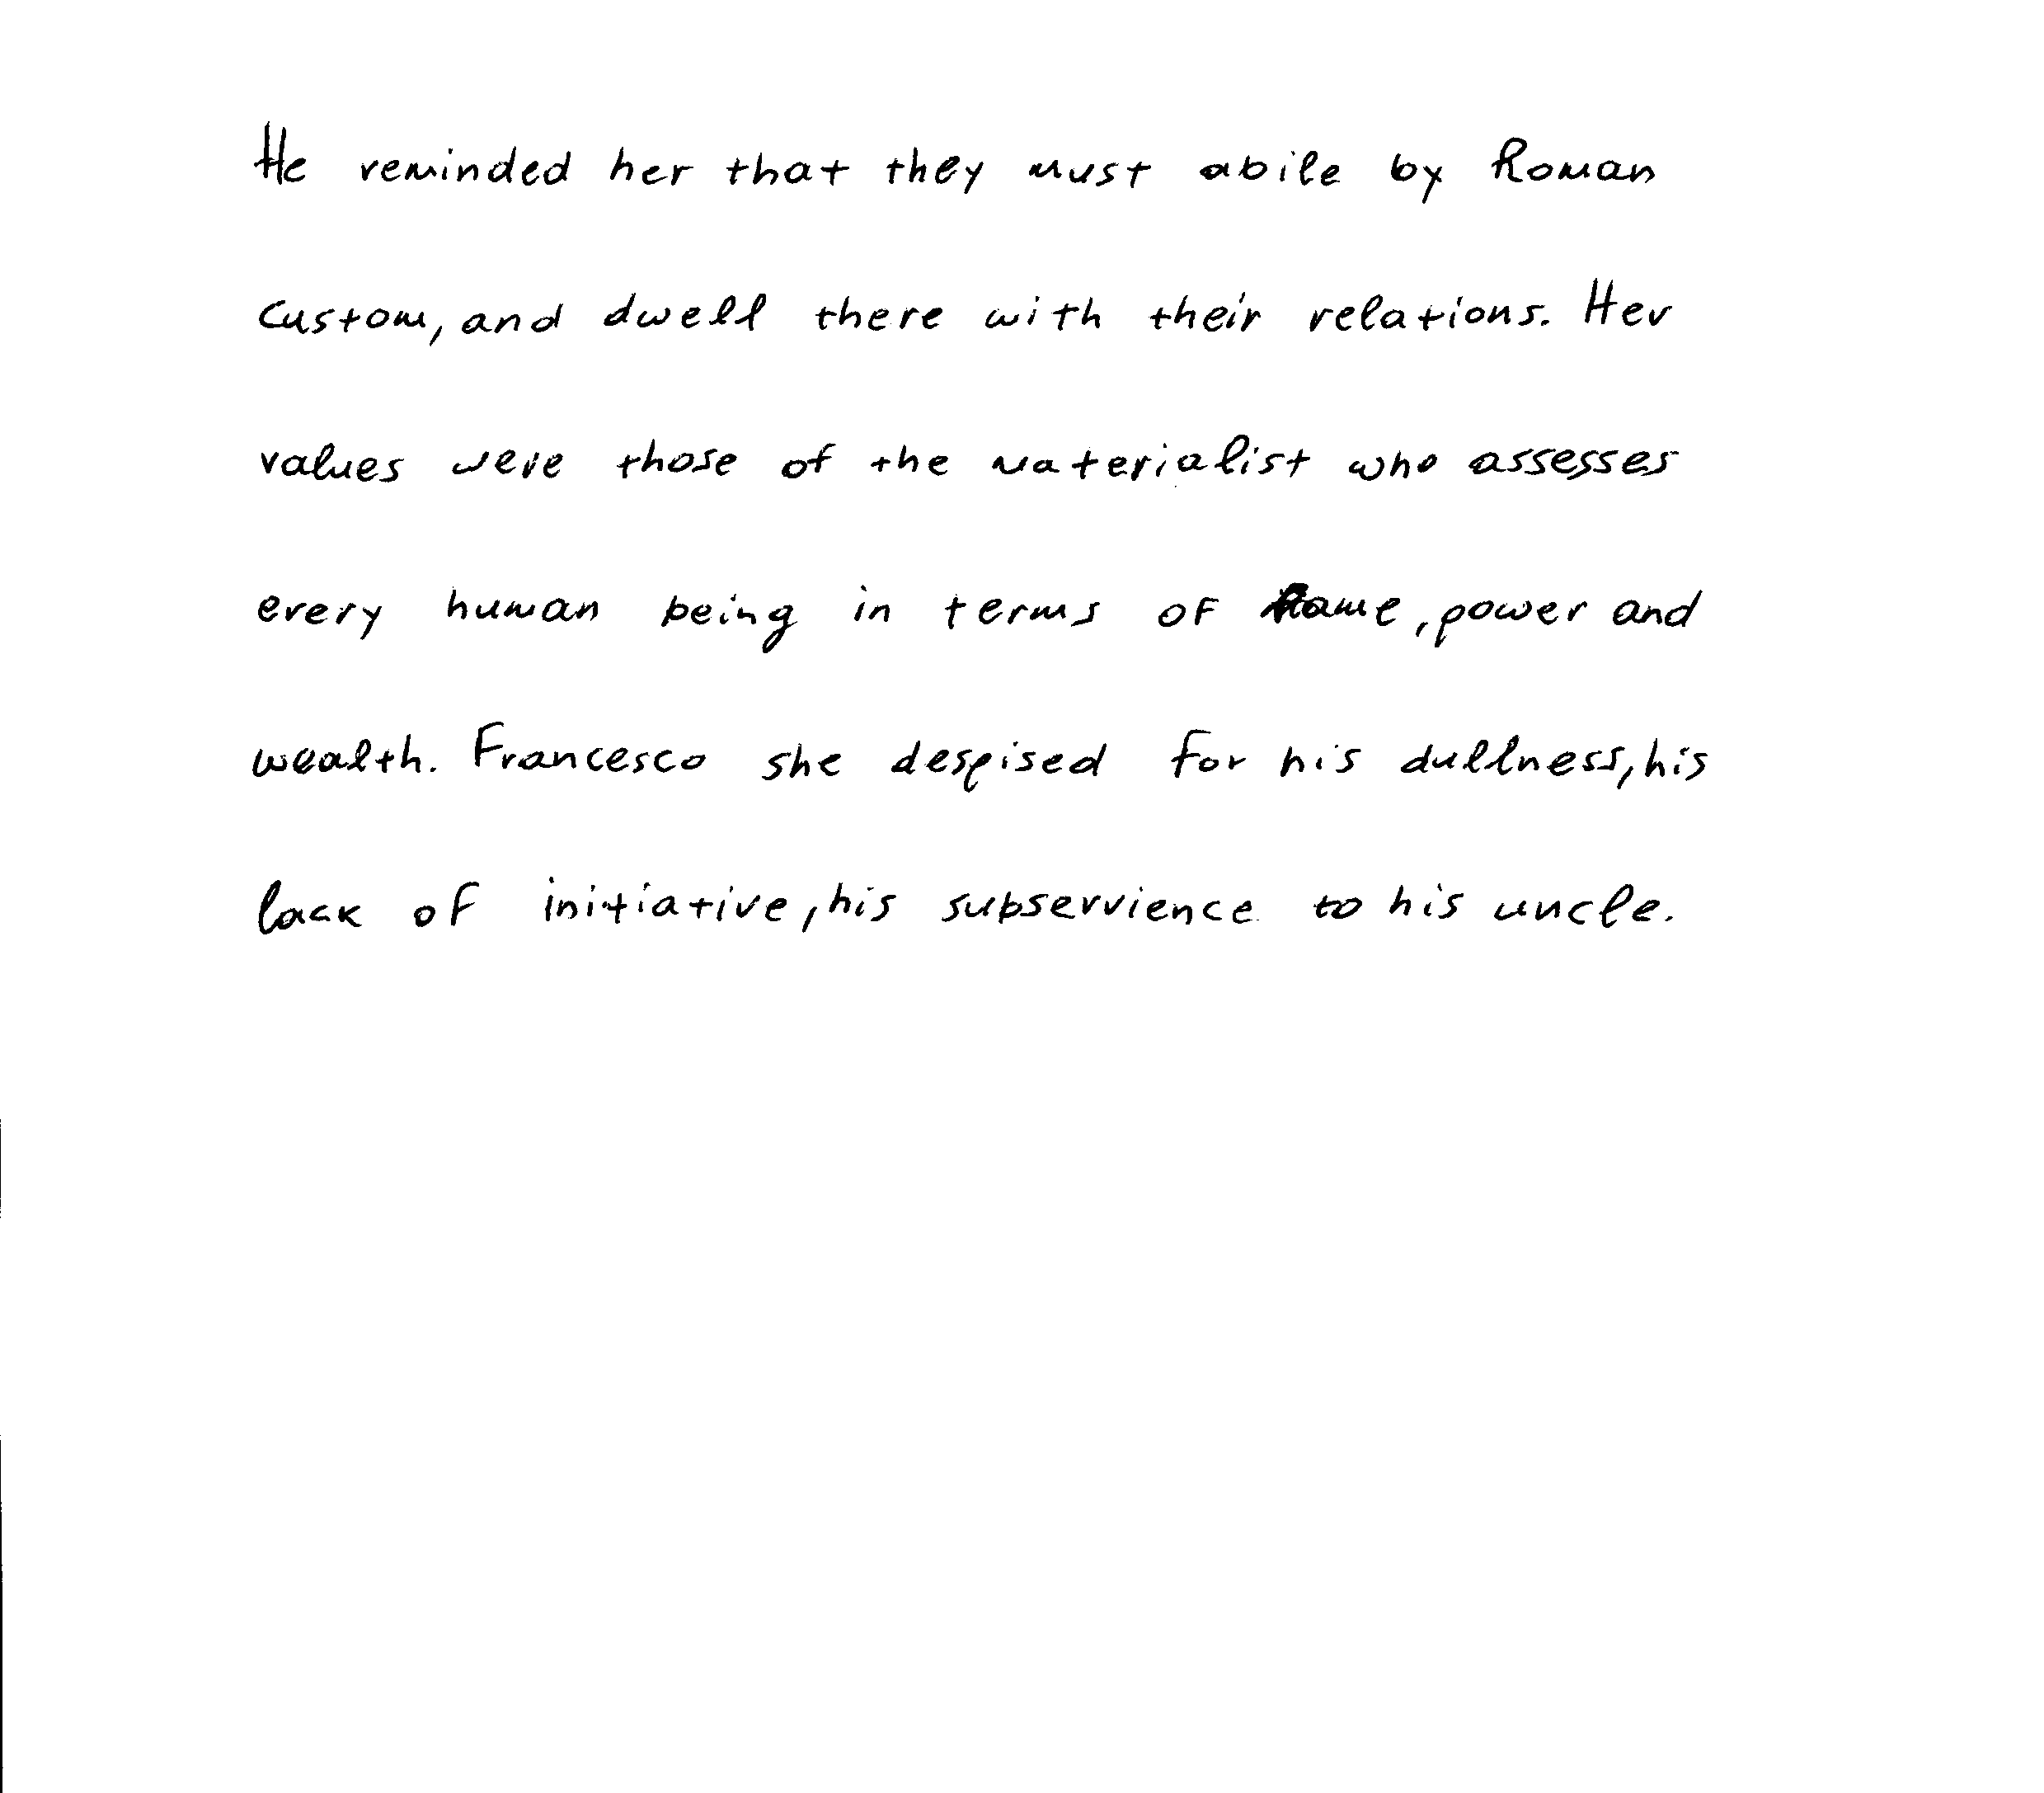 He reminded her that they must abile by Roman
custom, and dwell there with their relations. Her
values were those of the materialist who assesses
every human being in terms of name, power and
wealth. Francesco she despised for his dullness, his
lack of initiative, his subservience to his uncle.